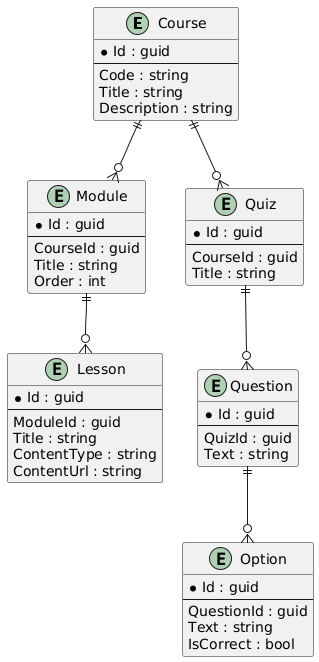 E Course
* Id : guid
Code : string
Title : string
Description : string
E Module
* Id : guid
CourseId : guid
Title : string
Order : int
E Quiz
* Id : guid
CourseId : guid
Title : string
E Lesson
* Id : guid
ModuleId : guid
Title : string
ContentType : string
ContentUrl : string
E Question
* Id : guid
QuizId : guid
Text : string
E Option
* Id : guid
QuestionId : guid
Text : string
IsCorrect : bool